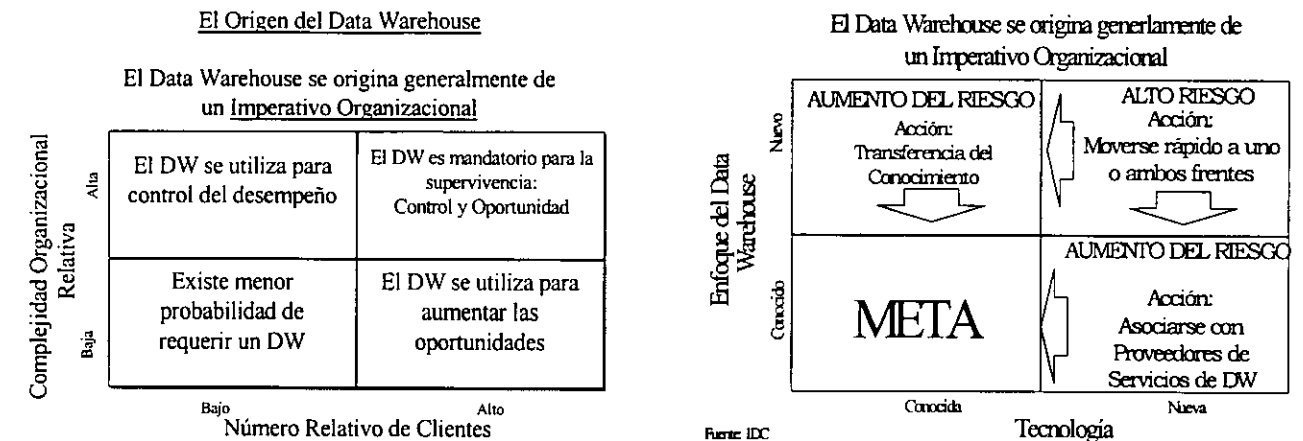 El Origen del Data Warehouse
El Data Warehouse se origina generalmente de
un Imperativo Organizacional
Complejidad Organizacional
Relativa
Alta
Baja
El DW se utiliza para
control del desempeño
El DW es mandatorio para la
supervivencia:
Control y Oportunidad
Existe menor
probabilidad de
requerir un DW
El DW se utiliza para
aumentar las
oportunidades
Bajo
Alto
Número Relativo de Clientes
El Data Warehouse se origina generlamente de
un Imperativo Organizacional
Enfoque del Data
Warehouse
Nuevo
Conocido
AUMENTO DEL RIESGO
Acción:
Transferencia del
Conocimiento
ALTO RIESGO
Acción:
Moverse rápido a uno
o ambos frentes
META
AUMENTO DEL RIESGO
Acción:
Asociarse con
Proveedores de
Servicios de DW
Conocida
Nueva
Tecnología
Fuente: IDC